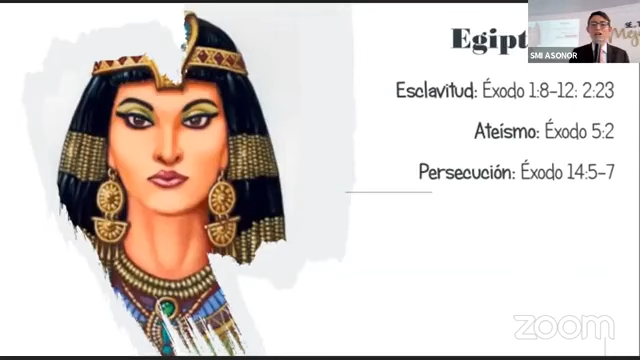 Egipt
SMI ASONOR
Esclavitud: Éxodo 1:8-12; 2:23
Ateísmo: Éxodo 5:2
Persecución: Éxodo 14:5-7
zoom